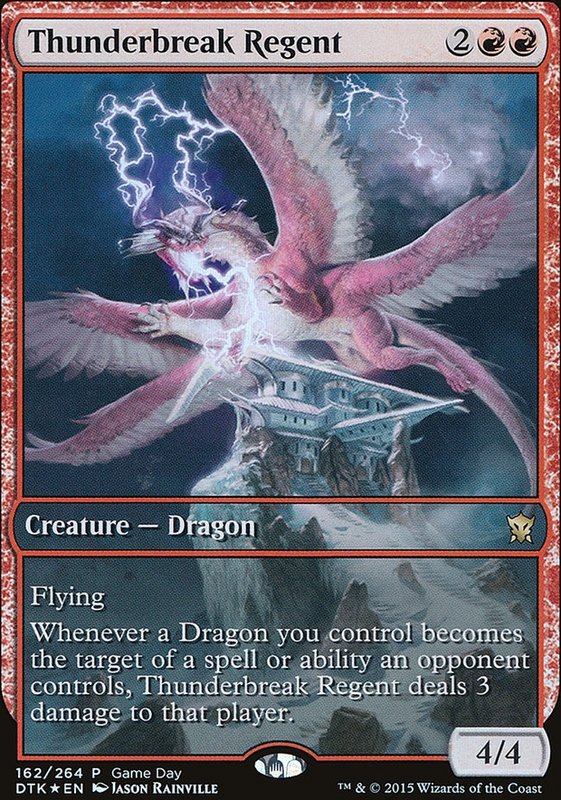 Thunderbreak Regent 2
Creature — Dragon
Flying
Whenever a Dragon you control becomes
the target of a spell or ability an opponent
controls, Thunderbreak Regent deals 3
damage to that player.
4/4
162/264 P Game Day
DTK★EN Jason Rainville
™ & © 2015 Wizards of the Coast